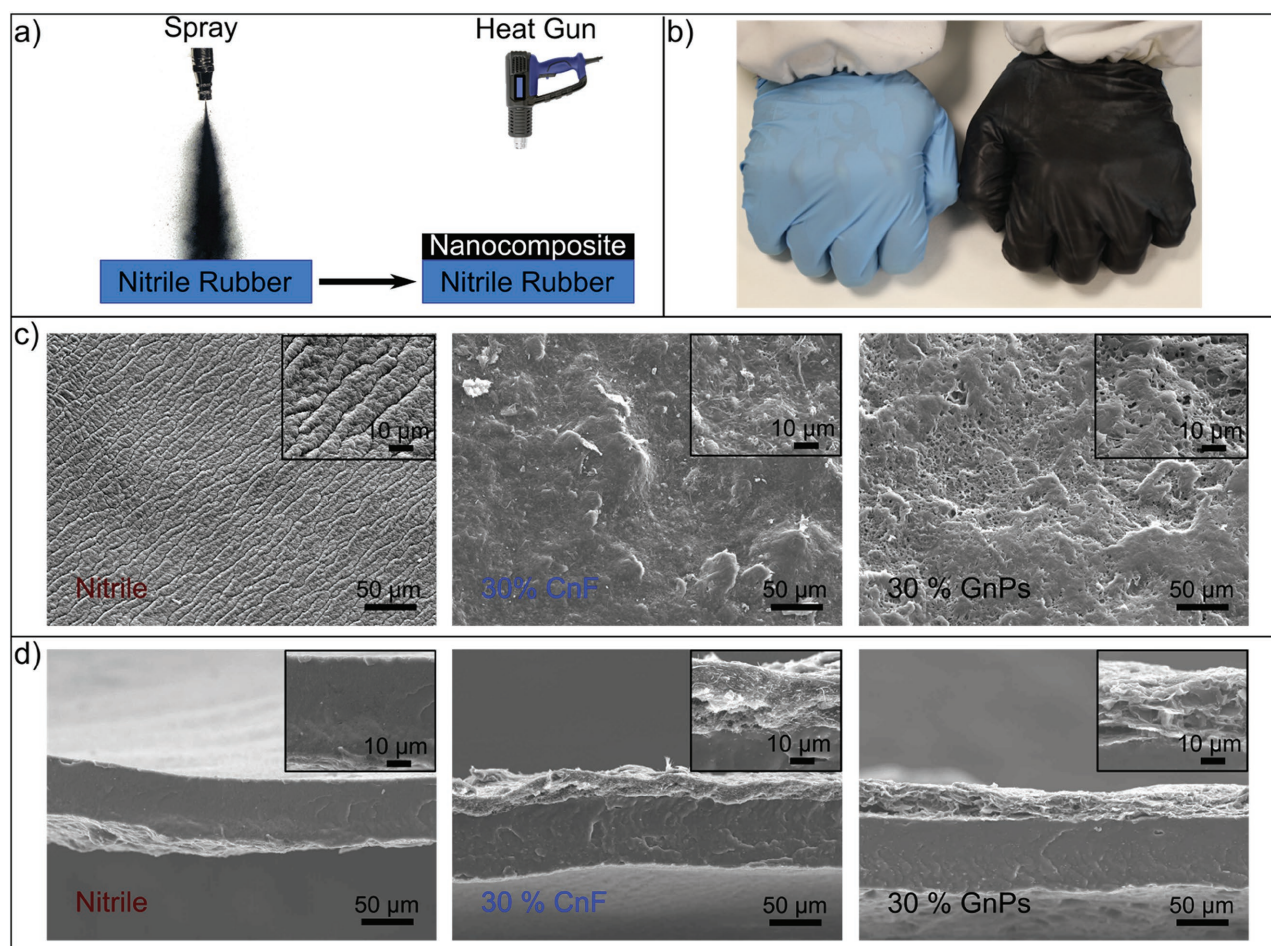 a)
Spray
Heat Gun
Nitrile Rubber
Nanocomposite
Nitrile Rubber
b)
c)
10 µm
Nitrile
50 µm
10 µm
30% CnF
50 µm
10 µm
30 % GnPs
50 µm
d)
10 µm
Nitrile
50 µm
10 µm
30 % CnF
50 µm
10 µm
30 % GnPs
50 µm